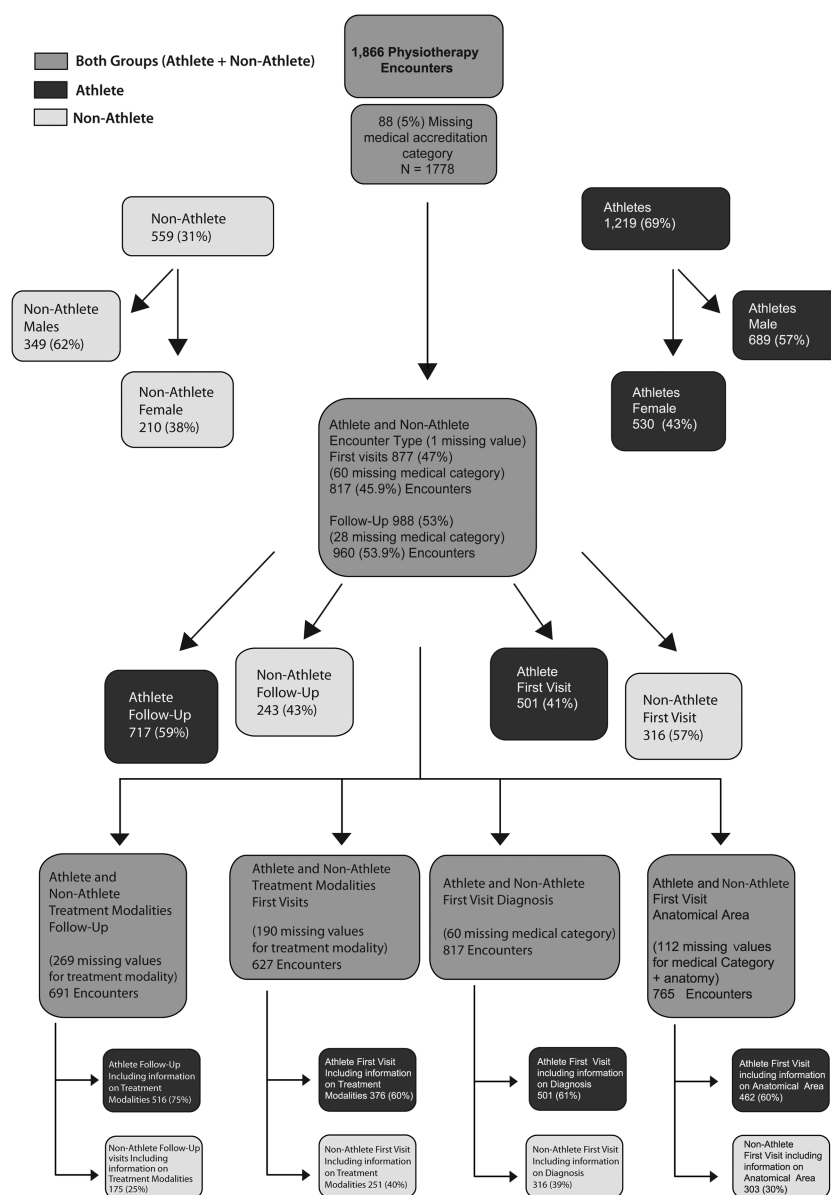 1,866 Physiotherapy
Encounters
Both Groups (Athlete + Non-Athlete)
Athlete
Non-Athlete
88 (5%) Missing
medical accreditation
category
N = 1778
Non-Athlete
559 (31%)
Athletes
1,219 (69%)
Non-Athlete
Males
349 (62%)
Athletes
Male
689 (57%)
Non-Athlete
Female
210 (38%)
Athletes
Female
530 (43%)
Athlete and Non-Athlete
Encounter Type (1 missing value)
First visits 877 (47%)
(60 missing medical category)
817 (45.9%) Encounters
Follow-Up 988 (53%)
(28 missing medical category)
960 (53.9%) Encounters
Athlete
Follow-Up
717 (59%)
Non-Athlete
Follow-Up
243 (43%)
Athlete
First Visit
501 (41%)
Non-Athlete
First Visit
316 (57%)
Athlete and
Non-Athlete
Treatment Modalities
Follow-Up
(269 missing values
for treatment modality)
691 Encounters
Athlete and Non-Athlete
Treatment Modalities
First Visits
(190 missing values
for treatment modality)
627 Encounters
Athlete and Non-Athlete
First Visit Diagnosis
(60 missing medical category)
817 Encounters
Athlete and Non-Athlete
First Visit
Anatomical Area
(112 missing values
for medical Category
+ anatomy)
765 Encounters
Athlete Follow-Up
Including information
on Treatment
Modalities 516 (75%)
Athlete First Visit
Including information
on Treatment
Modalities 376 (60%)
Athlete First Visit
including information
on Diagnosis
501 (61%)
Athlete First Visit
including information
on Anatomical Area
462 (60%)
Non-Athlete Follow-Up
visits Including
information on
Treatment Modalities
175 (25%)
Non-Athlete First Visit
Including information
on Treatment
Modalities 251 (40%)
Non-Athlete First Visit
Including information
on Diagnosis
316 (39%)
Non-Athlete
First Visit including
information on
Anatomical Area
303 (30%)